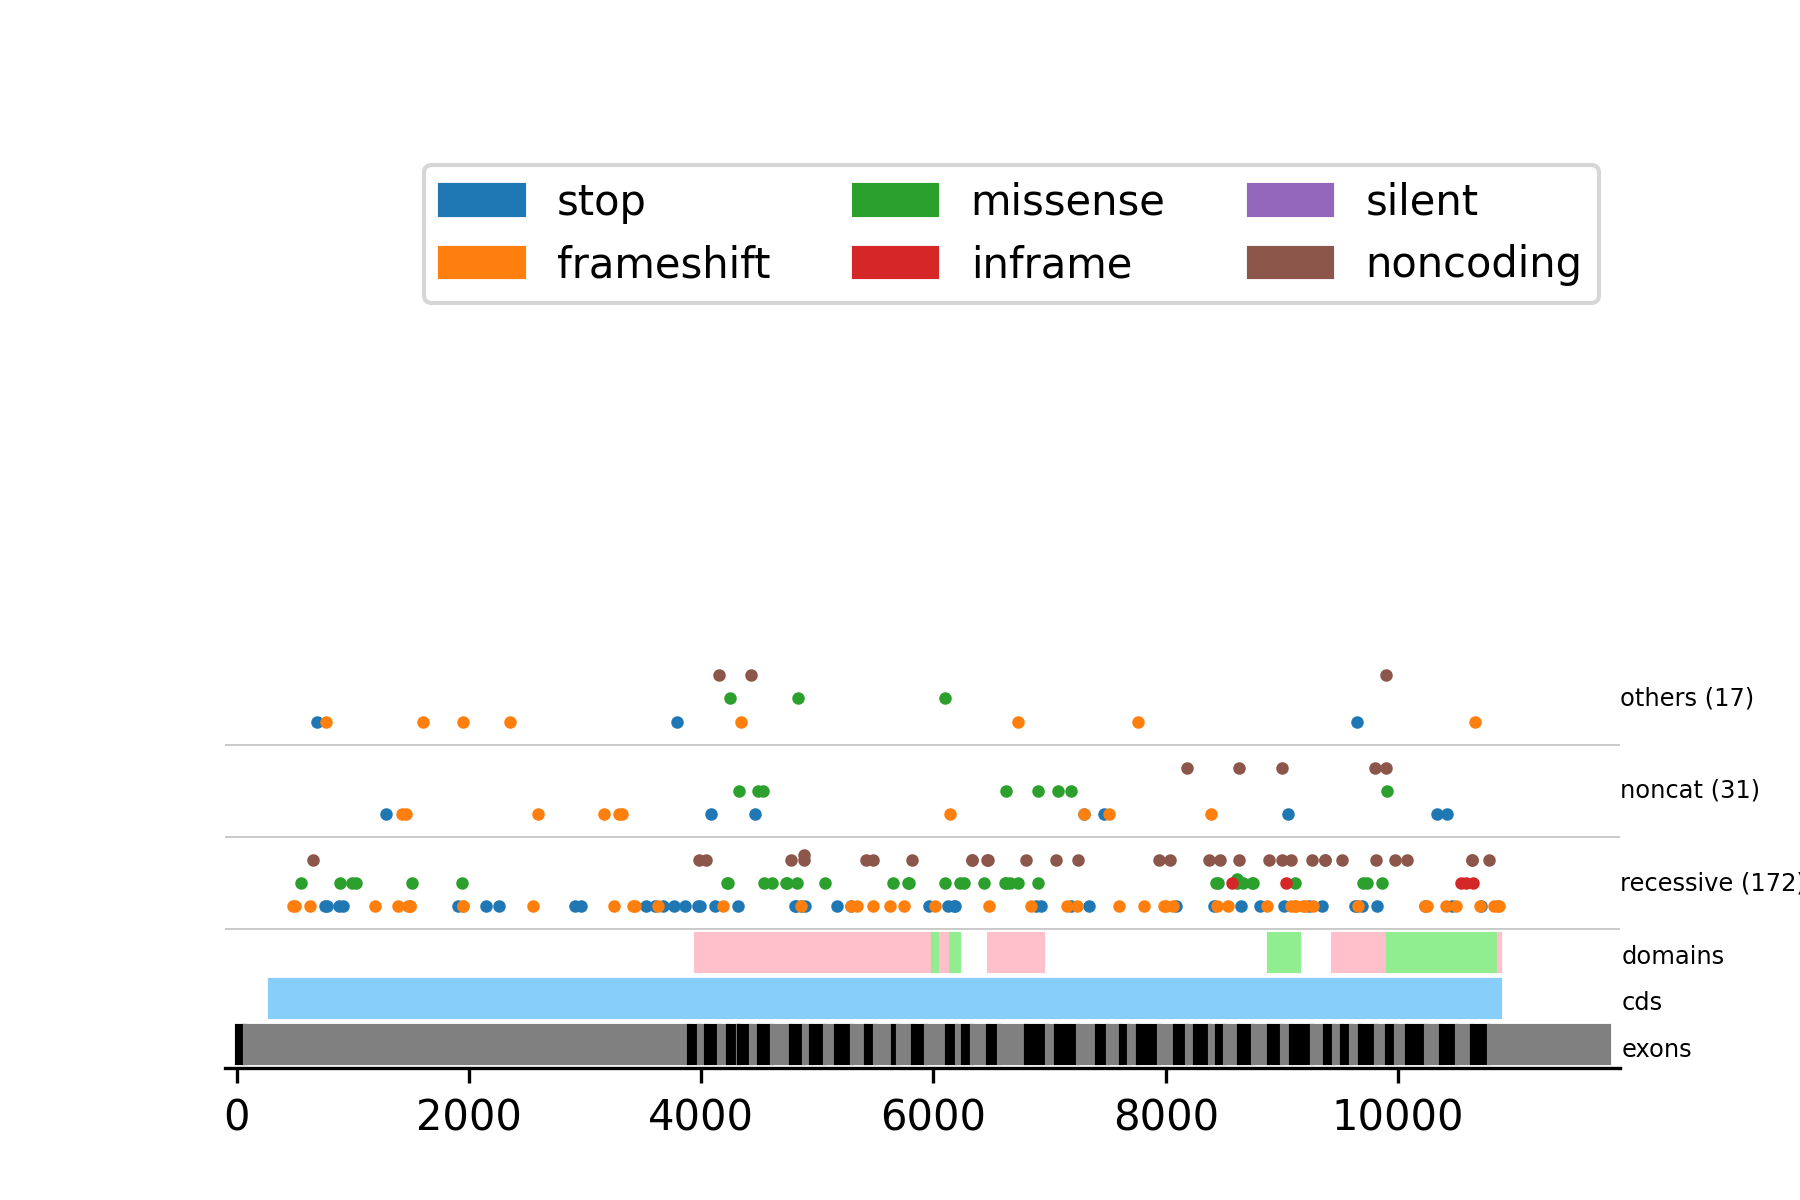 stop missense silent
frameshift inframe noncoding
others (17)
noncat (31)
recessive (172)
domains
cds
exons
0 2000 4000 6000 8000 10000